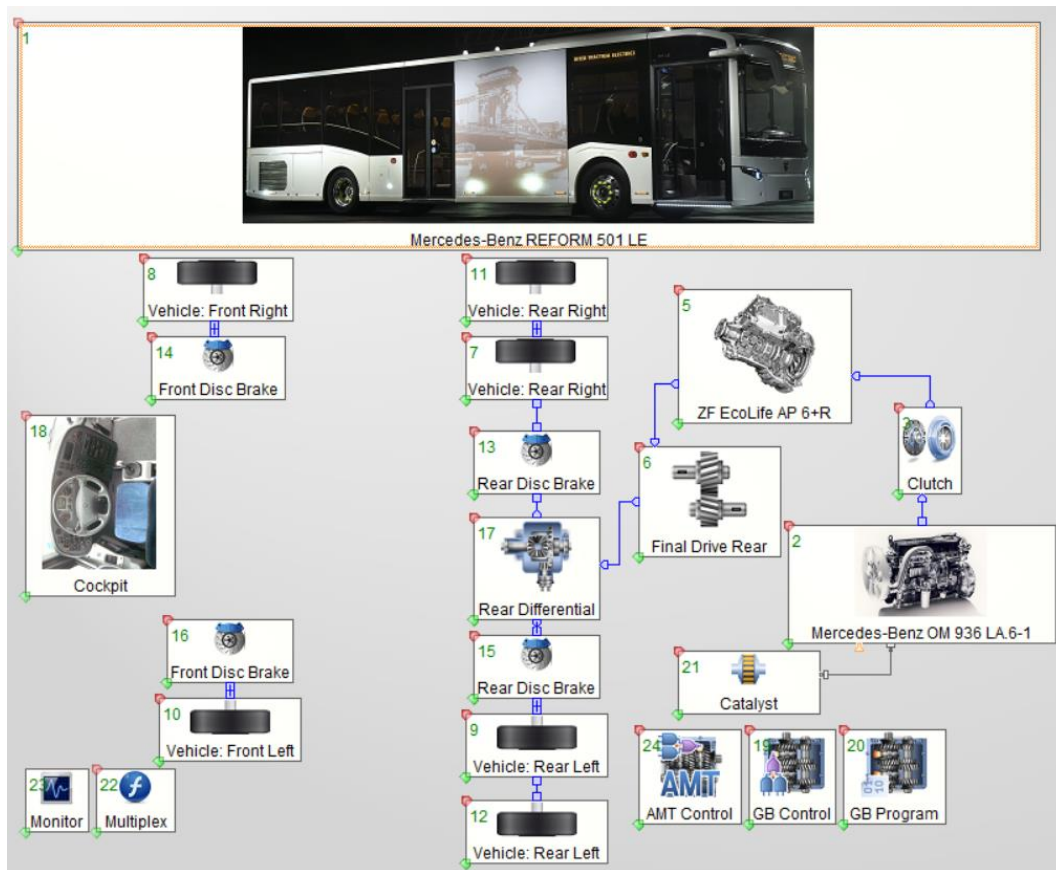 1
Mercedes-Benz REFORM 501 LE
8
Vehicle: Front Right
14
Front Disc Brake
11
Vehicle: Rear Right
7
Vehicle: Rear Right
5
ZF EcoLife AP 6+R
3
Clutch
18
Cockpit
13
Rear Disc Brake
6
Final Drive Rear
17
Rear Differential
2
Mercedes-Benz OM 936 LA.6-1
16
Front Disc Brake
15
Rear Disc Brake
21
Catalyst
10
Vehicle: Front Left
9
Vehicle: Rear Left
24
AMT
AMT Control
19
GB Control
20
GB Program
23
Monitor
22
Multiplex
12
Vehicle: Rear Left